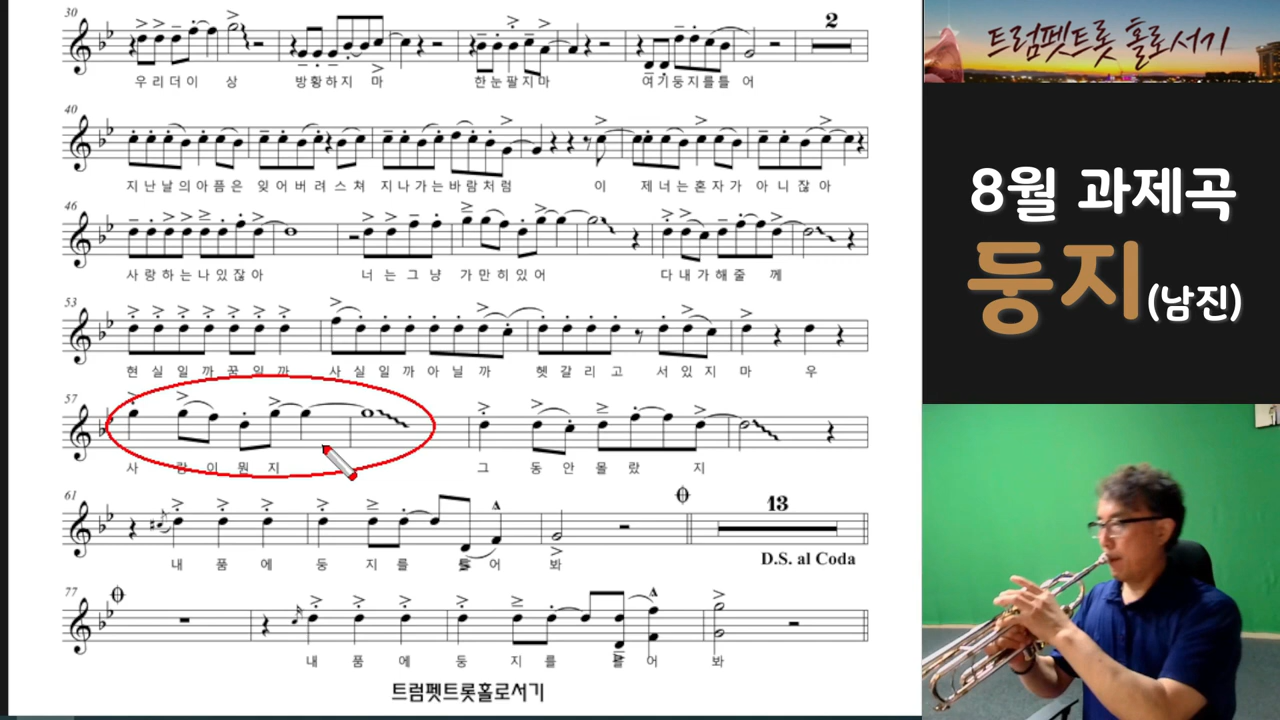 30
2
우리더이 상 방황하지 마 한눈팔지마 여기둥지를틀 어
40
지난날의아픔은 잊어버려스쳐 지나가는바람처럼 이 제너는혼자가 아니잖아
46
사랑하는나있잖아 너는그냥 가만히있어 다내가해줄 께
53
현실일까꿈일까 사실일까아닐까 헷갈리고 서있지 마 우
57
사 랑이뭔지 그 동안몰랐 지
61
13
내 품 에 둥 지를 틀어 봐
D.S. al Coda
77
내 품 에 둥 지를 틀어 봐
트럼펫트롯홀로서기
트럼펫트롯 홀로서기
8월 과제곡
둥지(남진)